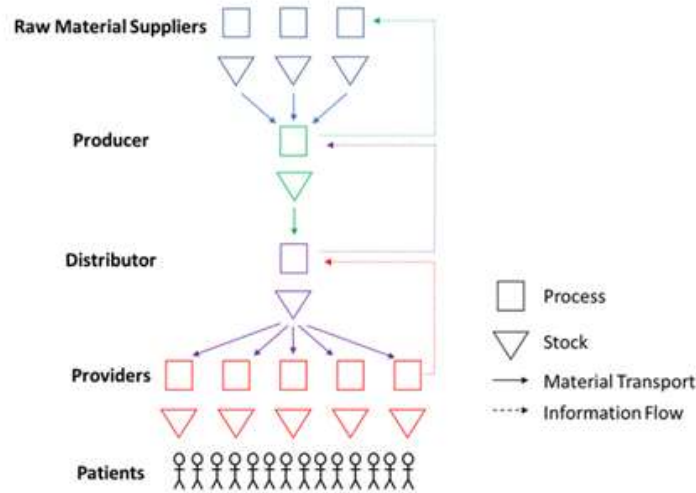 Raw Material Suppliers
Producer
Distributor
Process
Stock
Providers
Material Transport
Information Flow
Patients